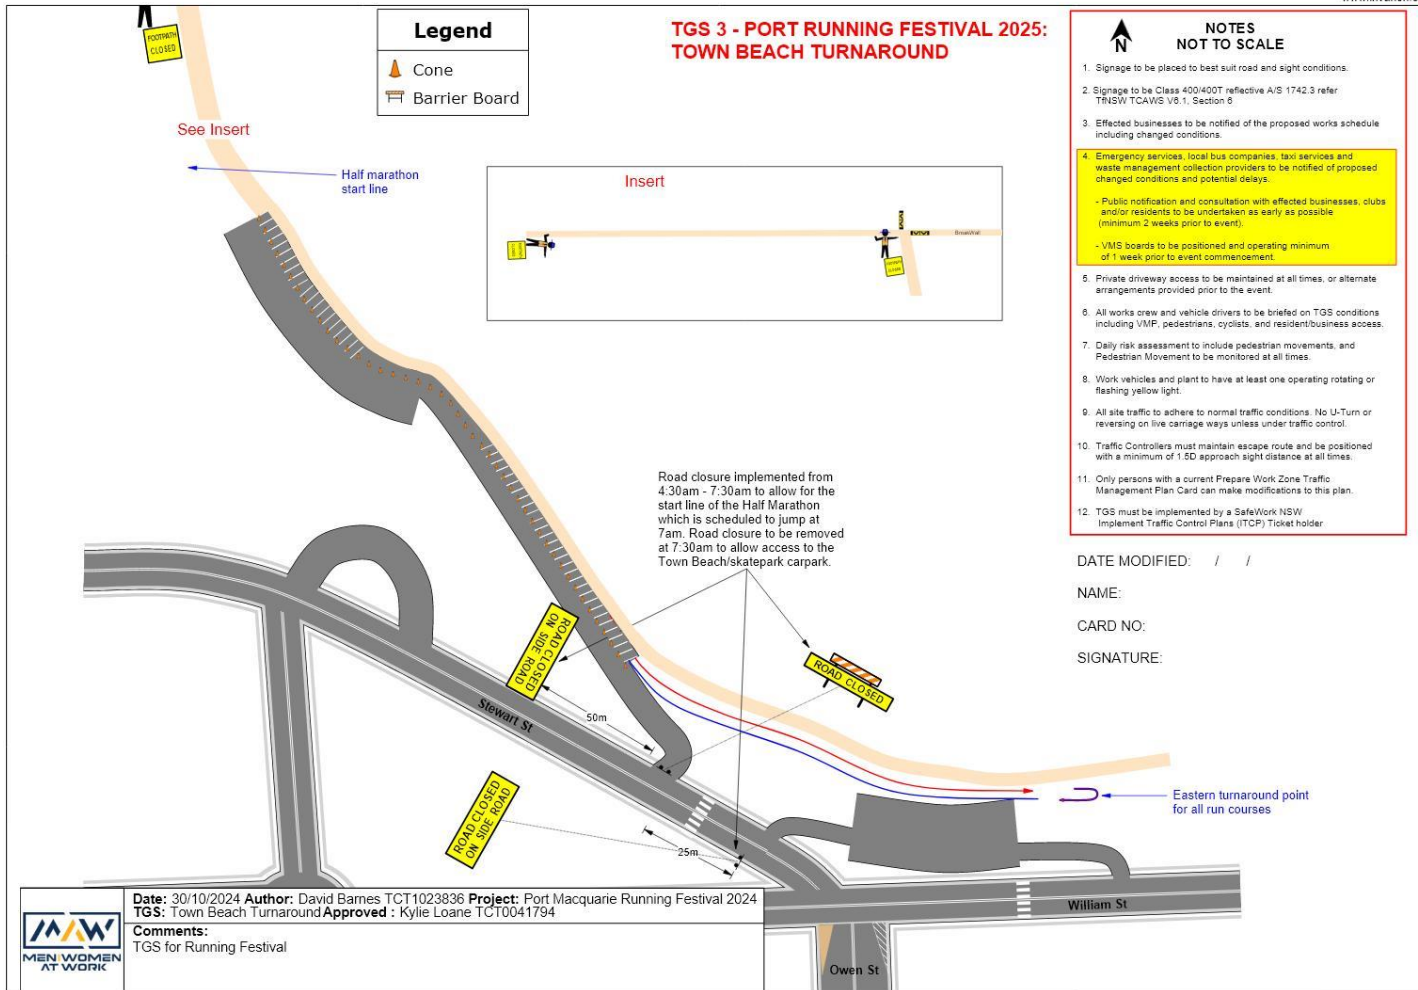 FOOTPATH
CLOSED
Legend
Cone
Barrier Board
TGS 3 - PORT RUNNING FESTIVAL 2025:
TOWN BEACH TURNAROUND
See Insert
Half marathon
start line
Insert
BreakWall
N
NOTES
NOT TO SCALE
1. Signage to be placed to best suit road and sight conditions.
2. Signage to be Class 400/400T reflective A/S 1742.3 refer
TfNSW TCAWS V6.1, Section 6
3. Effected businesses to be notified of the proposed works schedule
including changed conditions.
4. Emergency services, local bus companies, taxi services and
waste management collection providers to be notified of proposed
changed conditions and potential delays.
- Public notification and consultation with effected businesses, clubs
and/or residents to be undertaken as early as possible
(minimum 2 weeks prior to event).
- VMS boards to be positioned and operating minimum
of 1 week prior to event commencement.
5. Private driveway access to be maintained at all times, or alternate
arrangements provided prior to the event.
6. All works crew and vehicle drivers to be briefed on TGS conditions
including VMP, pedestrians, cyclists, and resident/business access.
7. Daily risk assessment to include pedestrian movements, and
Pedestrian Movement to be monitored at all times.
8. Work vehicles and plant to have at least one operating rotating or
flashing yellow light.
9. All site traffic to adhere to normal traffic conditions. No U-Turn or
reversing on live carriage ways unless under traffic control.
10. Traffic Controllers must maintain escape route and be positioned
with a minimum of 1.5D approach sight distance at all times.
11. Only persons with a current Prepare Work Zone Traffic
Management Plan Card can make modifications to this plan.
12. TGS must be implemented by a SafeWork NSW
Implement Traffic Control Plans (ITCP) Ticket holder
DATE MODIFIED: / /
NAME:
CARD NO:
SIGNATURE:
Road closure implemented from
4:30am - 7:30am to allow for the
start line of the Half Marathon
which is scheduled to jump at
7am. Road closure to be removed
at 7:30am to allow access to the
Town Beach/skatepark carpark.
ROAD CLOSED
ON SIDE ROAD
ROAD CLOSED
50m
Stewart St
ROAD CLOSED
ON SIDE ROAD
25m
Eastern turnaround point
for all run courses
William St
Owen St
MAW
MEN WOMEN
AT WORK
Date: 30/10/2024 Author: David Barnes TCT1023836 Project: Port Macquarie Running Festival 2024
TGS: Town Beach Turnaround Approved : Kylie Loane TCT0041794
Comments:
TGS for Running Festival